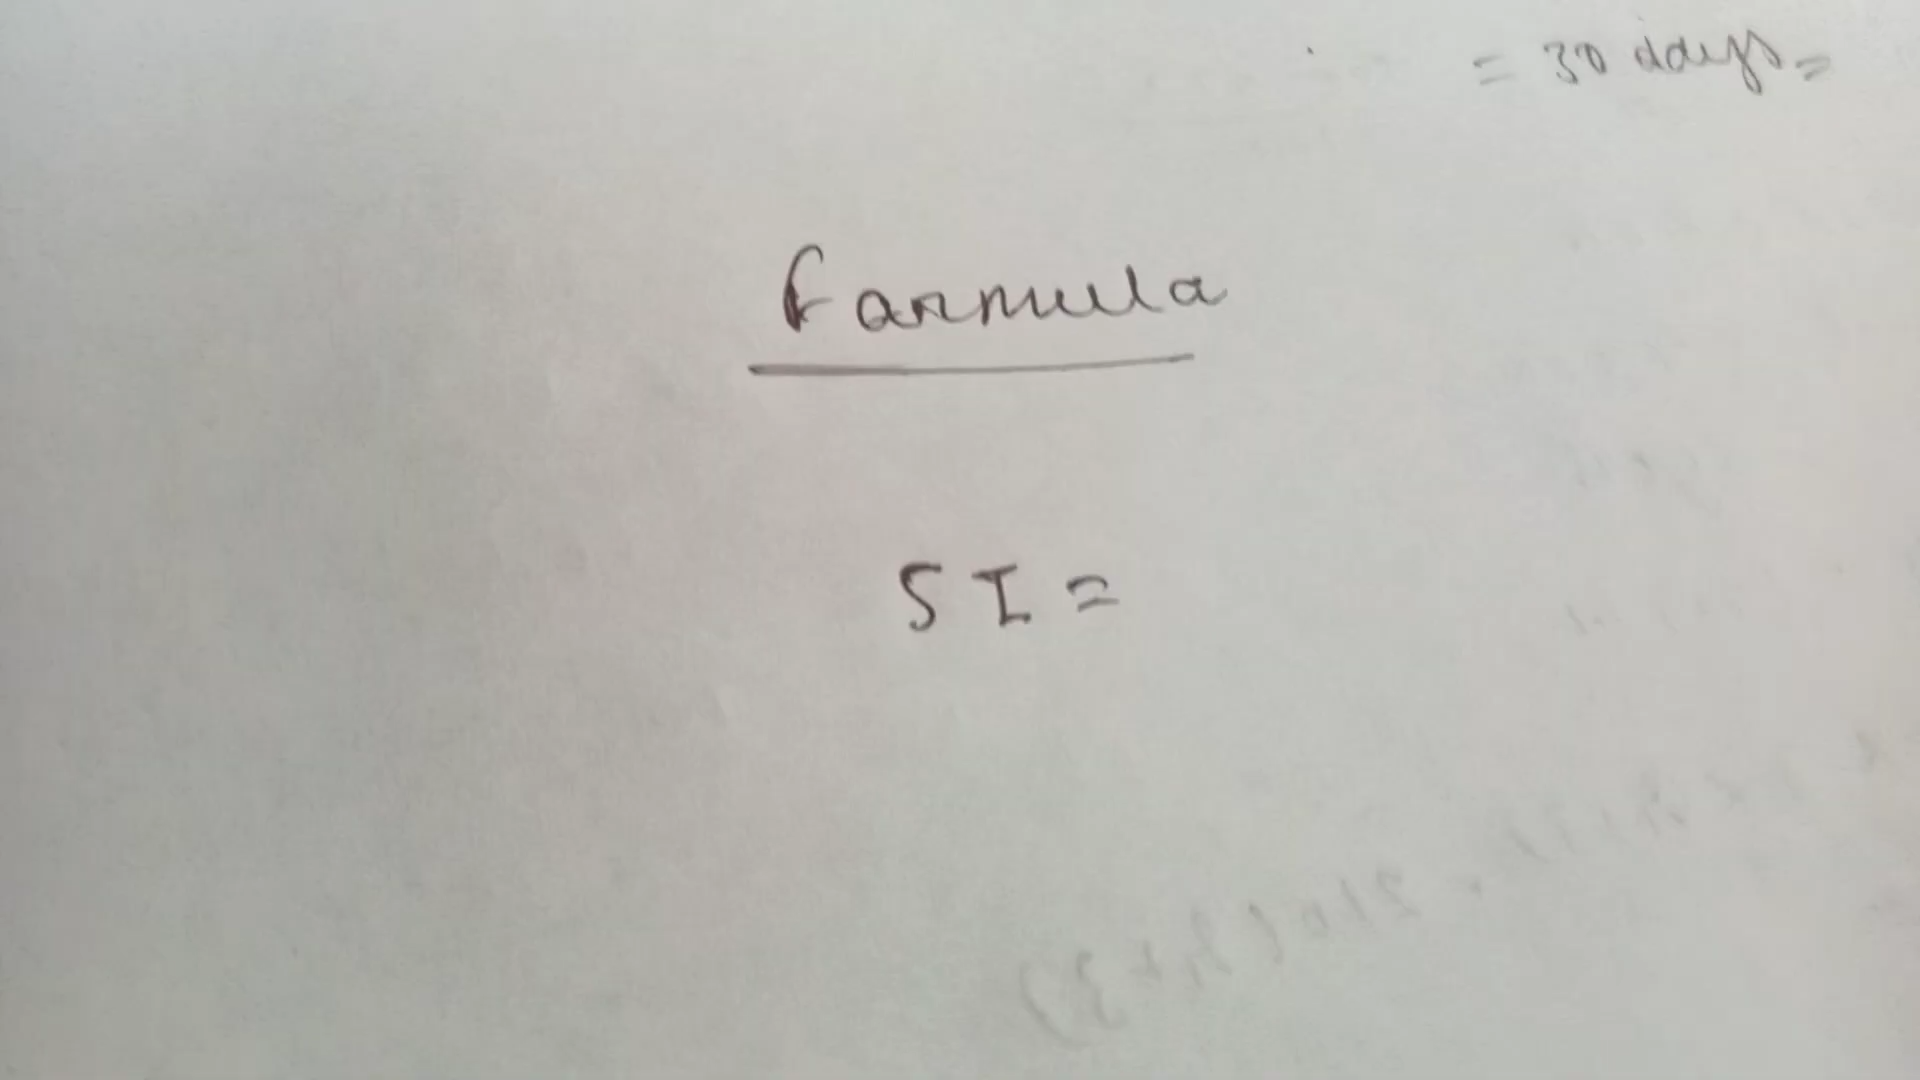 = 30 days =
Formula
SI =